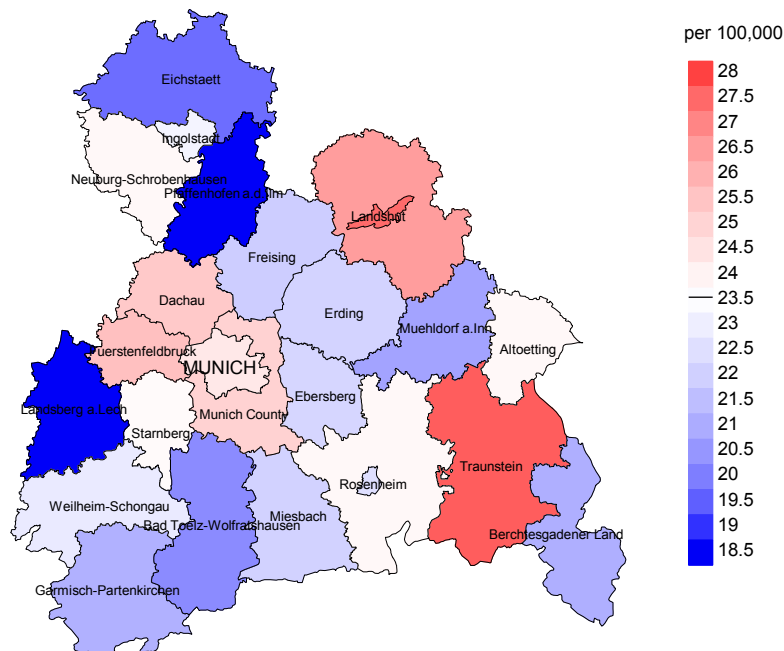 per 100,000
28
27.5
27
26.5
26
25.5
25
24.5
24
23.5
23
22.5
22
21.5
21
20.5
20
19.5
19
18.5
Eichstaett
Ingolstadt
Neuburg-Schrobenhausen
Pfaffenhofen a.d.Ilm
Landshut
Freising
Dachau
Erding
Muehldorf a.Inn
Altoetting
Fuerstenfeldbruck
MUNICH
Ebersberg
Landsberg a.Lech
Munich County
Starnberg
Traunstein
Rosenheim
Weilheim-Schongau
Miesbach
Bad Toelz-Wolfratshausen
Berchtesgadener Land
Garmisch-Partenkirchen